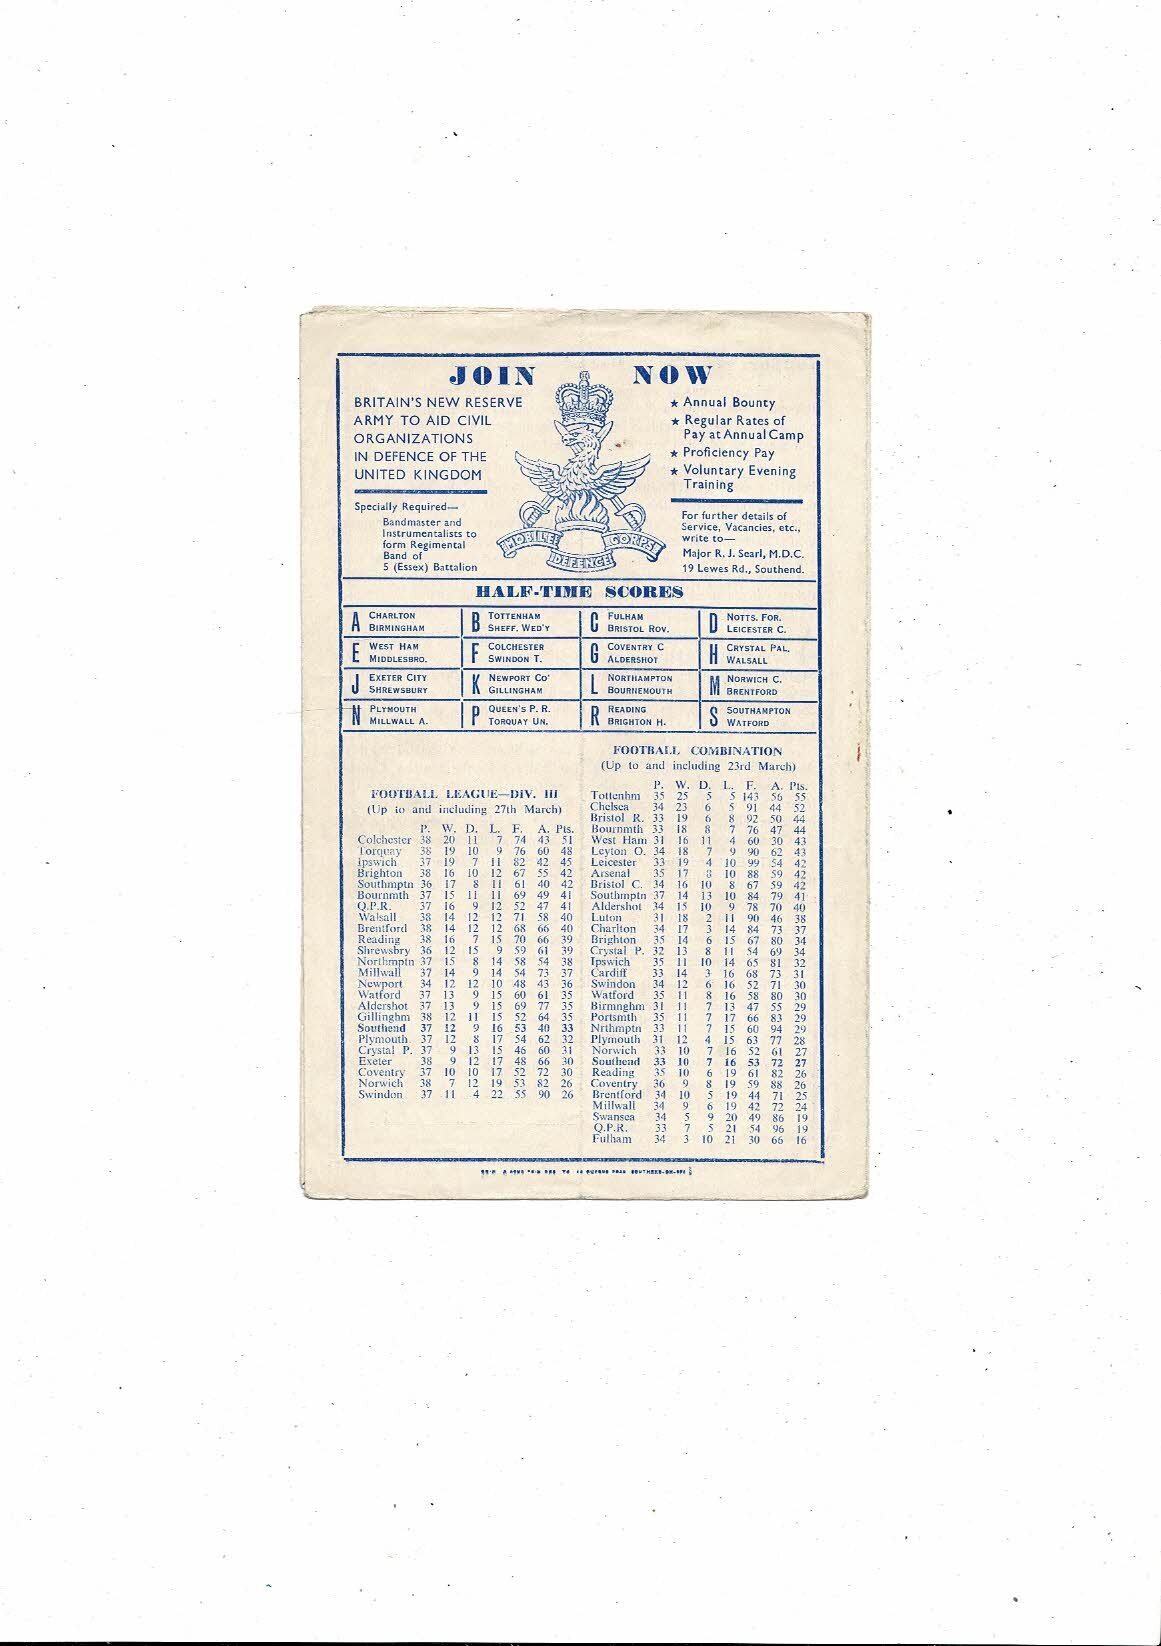 JOIN NOW
BRITAIN'S NEW RESERVE
ARMY TO AID CIVIL
ORGANIZATIONS
IN DEFENCE OF THE
UNITED KINGDOM
Specially Required—
Bandmaster and
Instrumentalists to
form Regimental
Band of
5 (Essex) Battalion
MOBILE DEFENCE CORPS
★ Annual Bounty
★ Regular Rates of
Pay at Annual Camp
★ Proficiency Pay
★ Voluntary Evening
Training
For further details of
Service, Vacancies, etc.,
write to—
Major R. J. Searl, M.D.C.
19 Lewes Rd., Southend.
HALF-TIME SCORES
A CHARLTON
BIRMINGHAM
B TOTTENHAM
SHEFF. WED'Y
C FULHAM
BRISTOL ROV.
D NOTTS. FOR.
LEICESTER C.
E WEST HAM
MIDDLESBRO.
F COLCHESTER
SWINDON T.
G COVENTRY C
ALDERSHOT
H CRYSTAL PAL.
WALSALL
J EXETER CITY
SHREWSBURY
K NEWPORT CO'
GILLINGHAM
L NORTHAMPTON
BOURNEMOUTH
M NORWICH C.
BRENTFORD
N PLYMOUTH
MILLWALL A.
P QUEEN'S P. R.
TORQUAY UN.
R READING
BRIGHTON H.
S SOUTHAMPTON
WATFORD
FOOTBALL LEAGUE—DIV. III
(Up to and including 27th March)
P. W. D. L. F. A. Pts.
Colchester 38 20 11 7 74 43 51
Torquay 38 19 10 9 76 60 48
Ipswich 37 19 7 11 82 42 45
Brighton 38 16 10 12 67 55 42
Southmptn 36 17 8 11 61 40 42
Bournmth 37 15 11 11 69 49 41
Q.P.R. 37 16 9 12 52 47 41
Walsall 38 14 12 12 71 58 40
Brentford 38 14 12 12 68 66 40
Reading 38 16 7 15 70 66 39
Shrewsbry 36 12 15 9 59 61 39
Northmptn 37 15 8 14 58 54 38
Millwall 37 14 9 14 54 73 37
Newport 34 12 12 10 48 43 36
Watford 37 13 9 15 60 61 35
Aldershot 37 13 9 15 69 77 35
Gillinghm 38 12 11 15 52 64 35
Southend 37 12 9 16 53 40 33
Plymouth 37 12 8 17 54 62 32
Crystal P. 37 9 13 15 46 60 31
Exeter 38 9 12 17 48 66 30
Coventry 37 10 10 17 52 72 30
Norwich 38 7 12 19 53 82 26
Swindon 37 11 4 22 55 90 26
FOOTBALL COMBINATION
(Up to and including 23rd March)
P. W. D. L. F. A. Pts.
Tottenhm 35 25 5 5 143 56 55
Chelsea 34 23 6 5 91 44 52
Bristol R. 33 19 6 8 92 50 44
Bournmth 33 18 8 7 76 47 44
West Ham 31 16 11 4 60 30 43
Leyton O. 34 18 7 9 90 62 43
Leicester 33 19 4 10 99 54 42
Arsenal 35 17 8 10 88 59 42
Bristol C. 34 16 10 8 67 59 42
Southmptn 37 14 13 10 84 79 41
Aldershot 34 15 10 9 78 70 40
Luton 31 18 2 11 90 46 38
Charlton 34 17 3 14 84 73 37
Brighton 35 14 6 15 67 80 34
Crystal P. 32 13 8 11 54 69 34
Ipswich 35 11 10 14 65 81 32
Cardiff 33 14 3 16 68 73 31
Swindon 34 12 6 16 52 71 30
Watford 35 11 8 16 58 80 30
Birmnghm 31 11 7 13 47 55 29
Portsmth 35 11 7 17 66 83 29
Nrthmptn 33 11 7 15 60 94 29
Plymouth 31 12 4 15 63 77 28
Norwich 33 10 7 16 52 61 27
Southend 33 10 7 16 53 72 27
Reading 35 10 6 19 61 82 26
Coventry 36 9 8 19 59 88 26
Brentford 34 10 5 19 44 71 25
Millwall 34 9 6 19 42 72 24
Swansea 34 5 9 20 49 86 19
Q.P.R. 33 7 5 21 54 96 19
Fulham 34 3 10 21 30 66 16